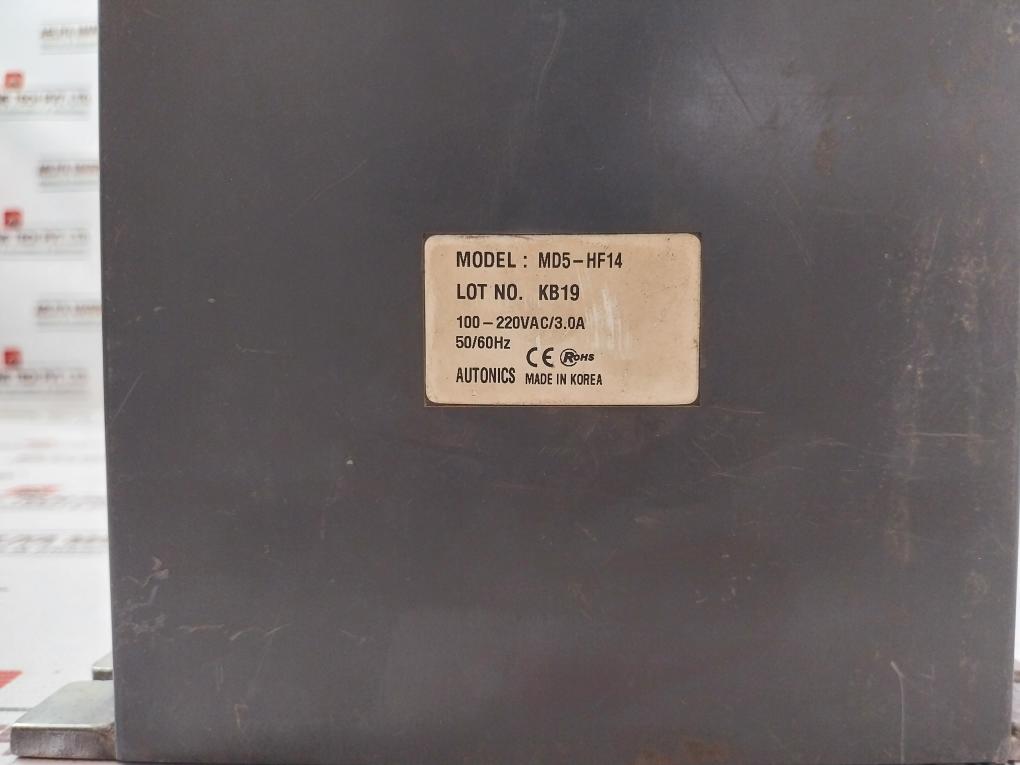 MODEL : MD5-HF14
LOT NO. KB19
100-220VAC/3.0A
50/60Hz
CE RoHS
AUTONICS MADE IN KOREA